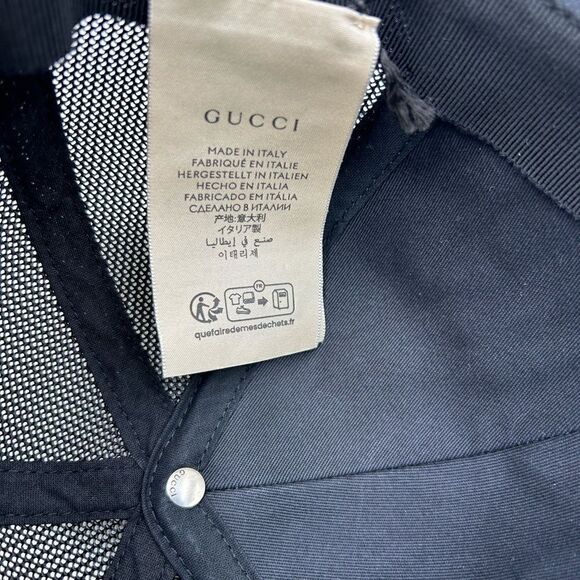 GUCCI
MADE IN ITALY
FABRIQUÉ EN ITALIE
HERGESTELLT IN ITALIEN
HECHO EN ITALIA
FABRICADO EM ITÁLIA
СДЕЛАНО В ИТАЛИИ
产地:意大利
イタリア製
صنع في إيطاليا
이태리제
FR
quefairedemesdechets.fr
GUCCI